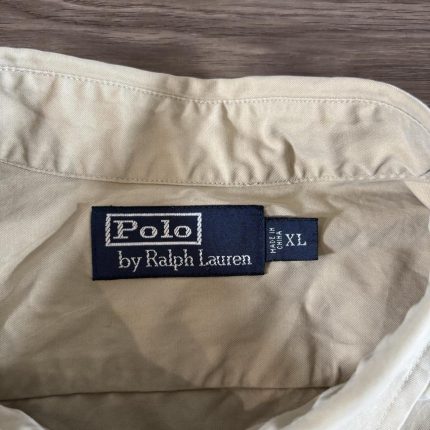 Polo
by Ralph Lauren
MADE IN
CHINA
XL